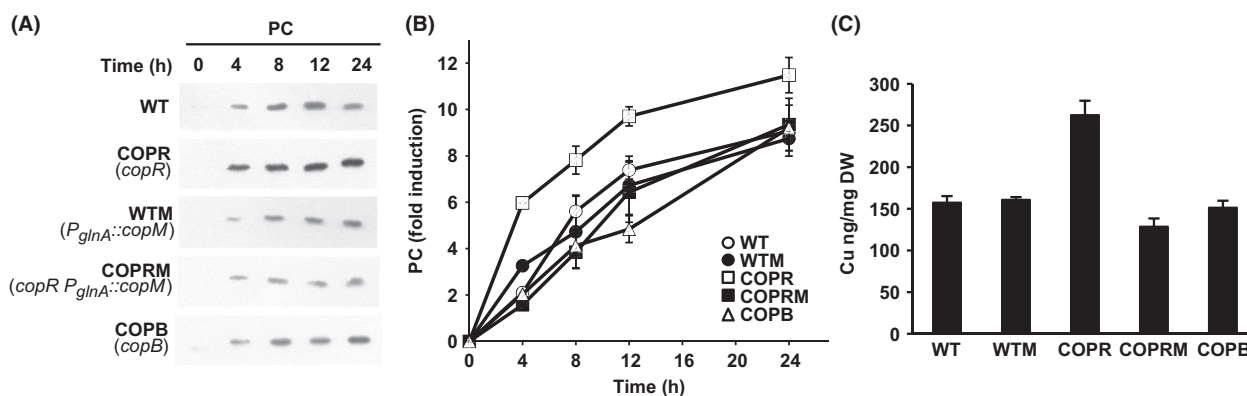 (A)
PC
Time (h) 0 4 8 12 24
WT
COPR
(copR)
WTM
(PglnA::copM)
COPRM
(copR PglnA::copM)
COPB
(copB)
(B)
PC (fold induction)
12
10
8
6
4
2
0
0 4 8 12 16 20 24
Time (h)
WT
WTM
COPR
COPRM
COPB
(C)
Cu ng/mg DW
300
250
200
150
100
50
0
WT WTM COPR COPRM COPB